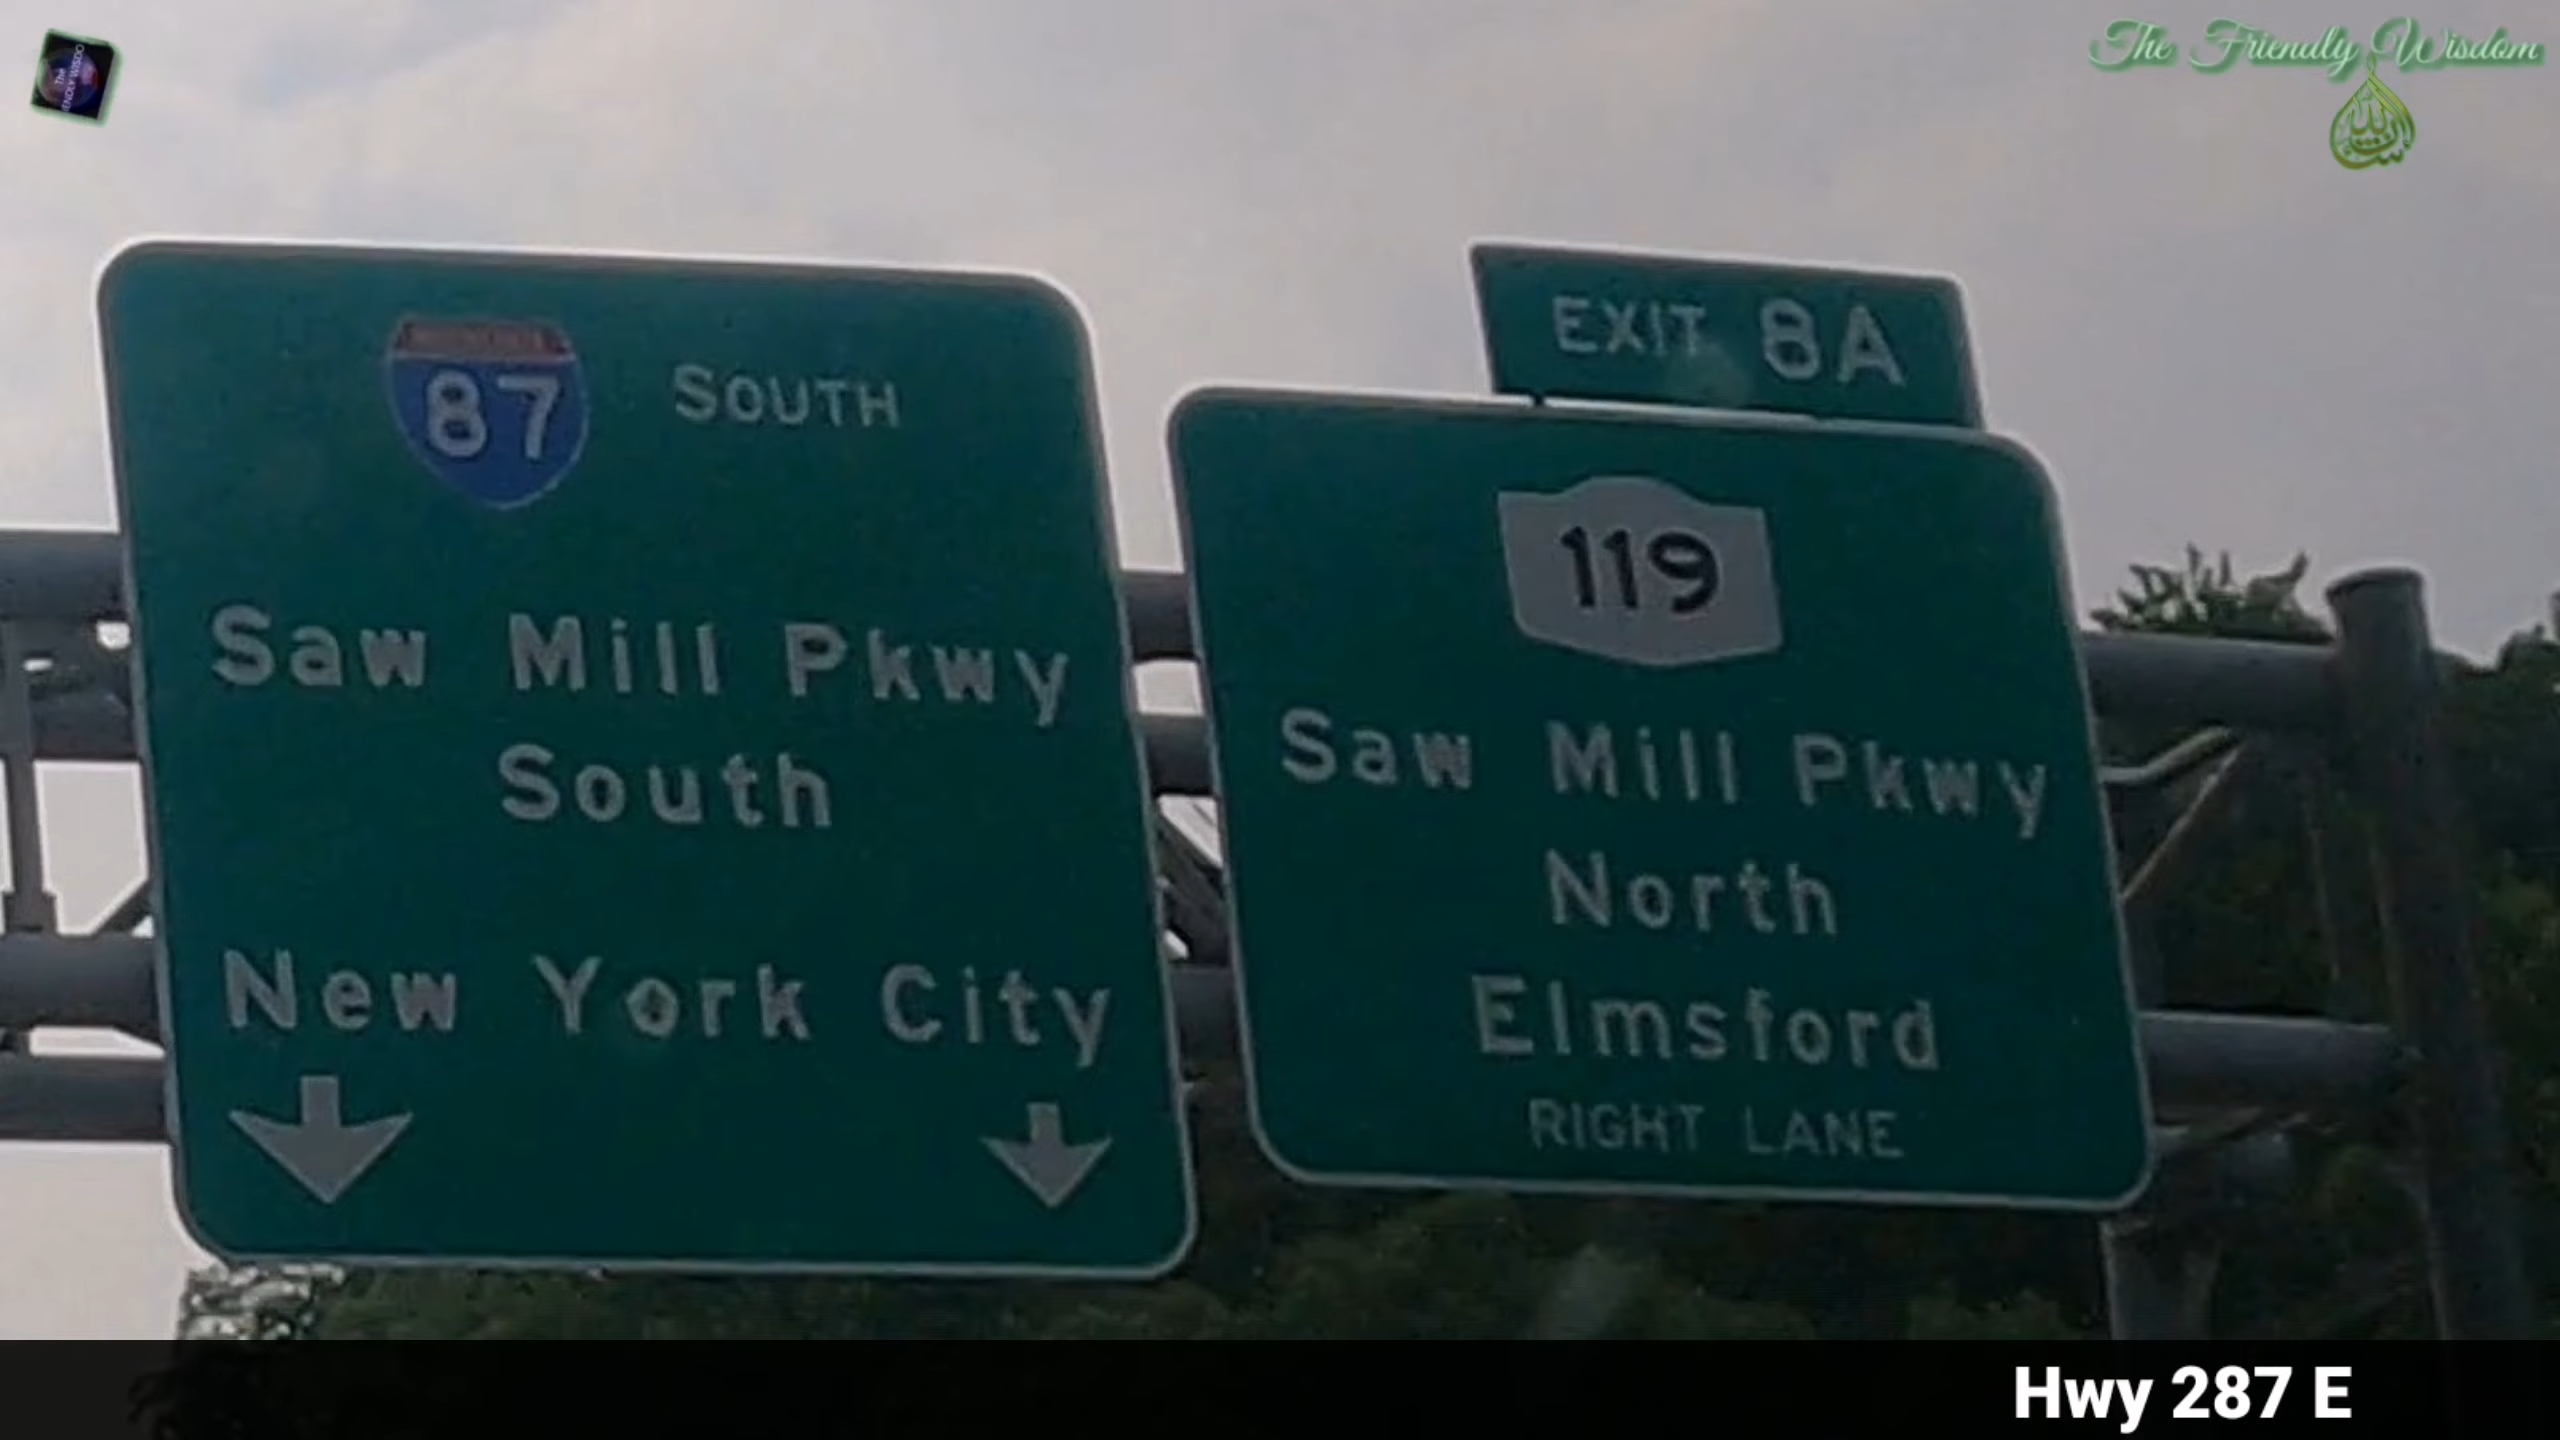 The Friendly Wisdom
87 SOUTH
Saw Mill Pkwy
South
New York City
EXIT 8A
119
Saw Mill Pkwy
North
Elmsford
RIGHT LANE
Hwy 287 E